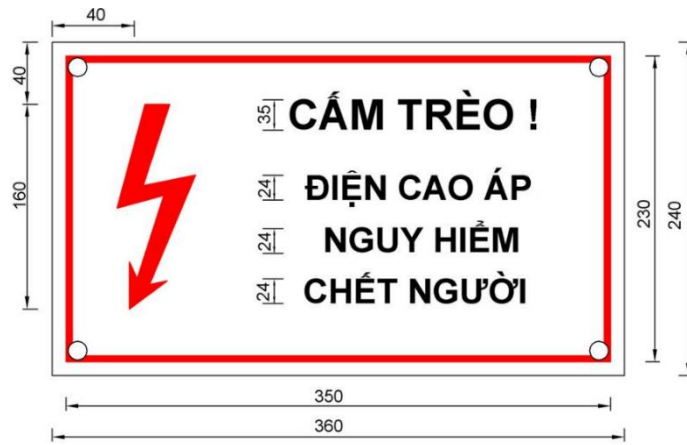 40
40
35
CẤM TRÈO !
160
24
ĐIỆN CAO ÁP
24
NGUY HIỂM
24
CHẾT NGƯỜI
230
240
350
360